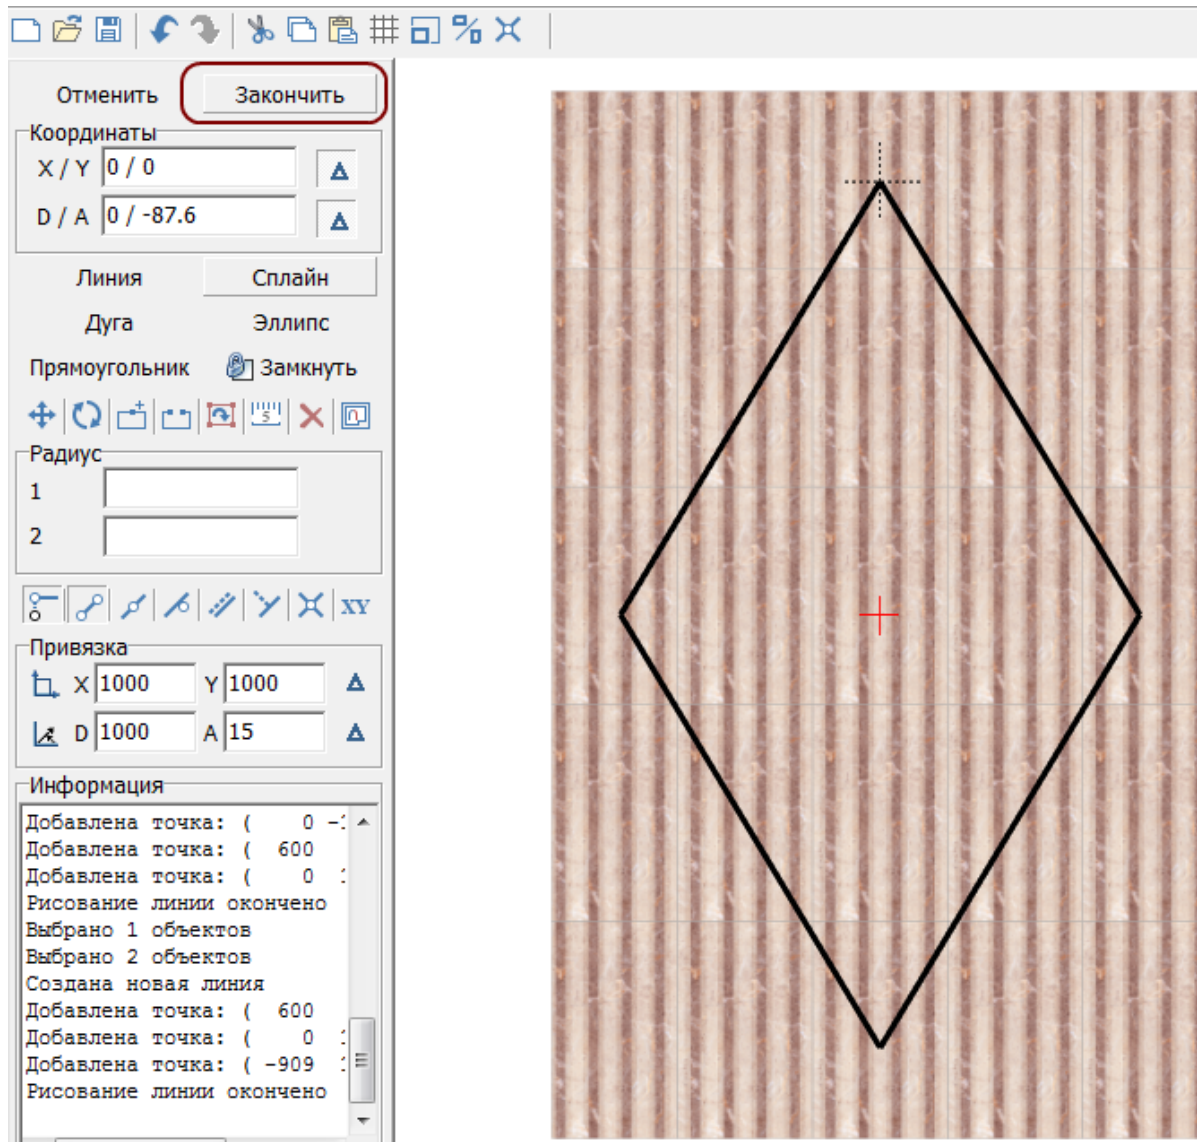 Отменить Закончить
Координаты
X / Y 0 / 0
D / A 0 / -87.6
Линия Сплайн
Дуга Эллипс
Прямоугольник Замкнуть
5
Радиус
1
2
XY
Привязка
X 1000 Y 1000
D 1000 A 15
Информация
Добавлена точка: ( 0 -
Добавлена точка: ( 600
Добавлена точка: ( 0
Рисование линии окончено
Выбрано 1 объектов
Выбрано 2 объектов
Создана новая линия
Добавлена точка: ( 600
Добавлена точка: ( 0
Добавлена точка: ( -909
Рисование линии окончено